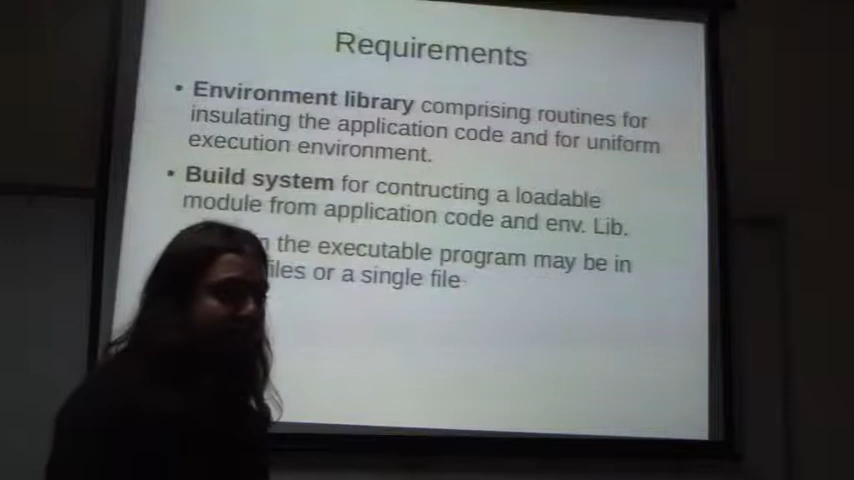 Requirements
• Environment library comprising routines for
insulating the application code and for uniform
execution environment.
• Build system for contructing a loadable
module from application code and env. Lib.
the executable program may be in
files or a single file